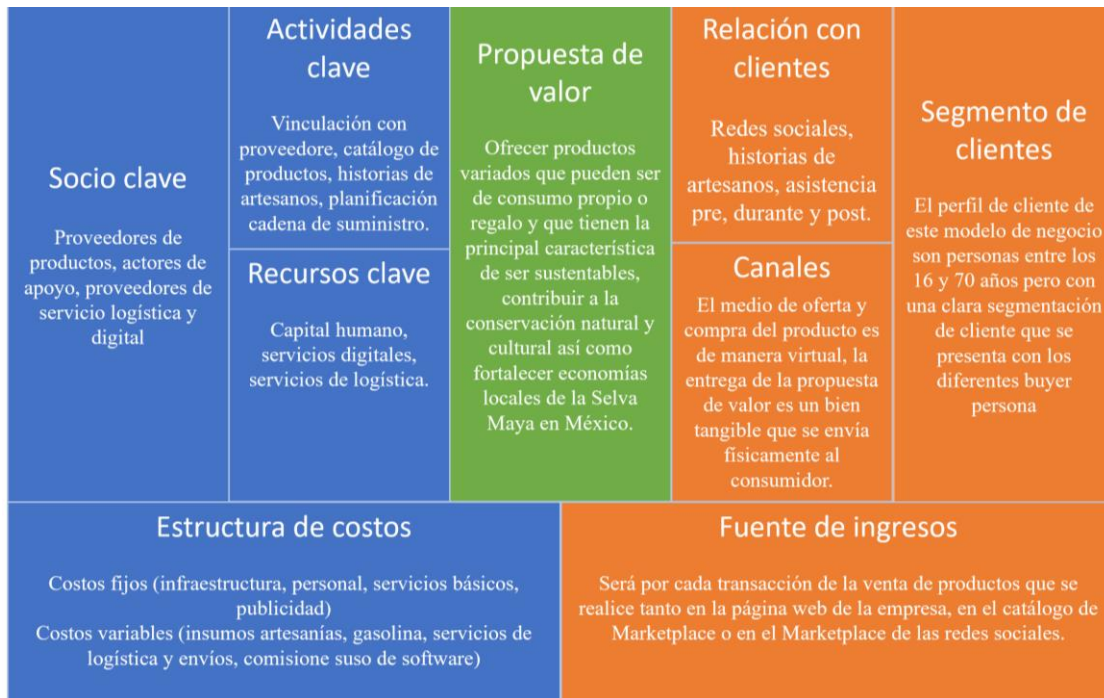 Socio clave
Proveedores de
productos, actores de
apoyo, proveedores de
servicio logística y
digital
Actividades
clave
Vinculación con
proveedore, catálogo de
productos, historias de
artesanos, planificación
cadena de suministro.
Recursos clave
Capital humano,
servicios digitales,
servicios de logística.
Propuesta de
valor
Ofrecer productos
variados que pueden ser
de consumo propio o
regalo y que tienen la
principal característica
de ser sustentables,
contribuir a la
conservación natural y
cultural así como
fortalecer economías
locales de la Selva
Maya en México.
Relación con
clientes
Redes sociales,
historias de
artesanos, asistencia
pre, durante y post.
Canales
El medio de oferta y
compra del producto es
de manera virtual, la
entrega de la propuesta
de valor es un bien
tangible que se envía
físicamente al
consumidor.
Segmento de
clientes
El perfil de cliente de
este modelo de negocio
son personas entre los
16 y 70 años pero con
una clara segmentación
de cliente que se
presenta con los
diferentes buyer
persona
Estructura de costos
Costos fijos (infraestructura, personal, servicios básicos,
publicidad)
Costos variables (insumos artesanías, gasolina, servicios de
logística y envíos, comisione suso de software)
Fuente de ingresos
Será por cada transacción de la venta de productos que se
realice tanto en la página web de la empresa, en el catálogo de
Marketplace o en el Marketplace de las redes sociales.